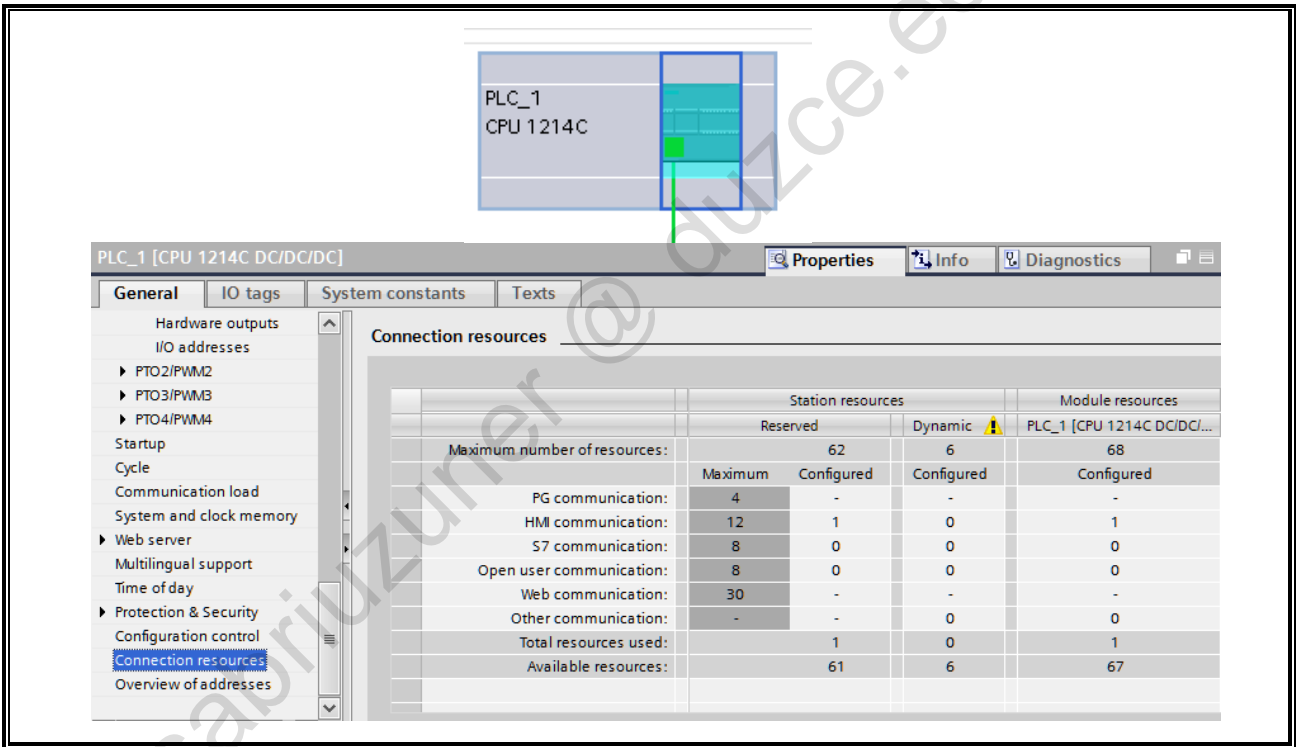 PLC_1
CPU 1214C
PLC_1 [CPU 1214C DC/DC/DC]
Properties Info Diagnostics
General IO tags System constants Texts
Hardware outputs
I/O addresses
PTO2/PWM2
PTO3/PWM3
PTO4/PWM4
Startup
Cycle
Communication load
System and clock memory
Web server
Multilingual support
Time of day
Protection & Security
Configuration control
Connection resources
Overview of addresses
Connection resources
Station resources Module resources
Reserved Dynamic PLC_1 [CPU 1214C DC/DC/...
Maximum number of resources: 62 6 68
Maximum Configured Configured Configured
PG communication: 4 - - -
HMI communication: 12 1 0 1
S7 communication: 8 0 0 0
Open user communication: 8 0 0 0
Web communication: 30 - - -
Other communication: - - 0 0
Total resources used: 1 0 1
Available resources: 61 6 67
sabriuzuner @ duzce.e